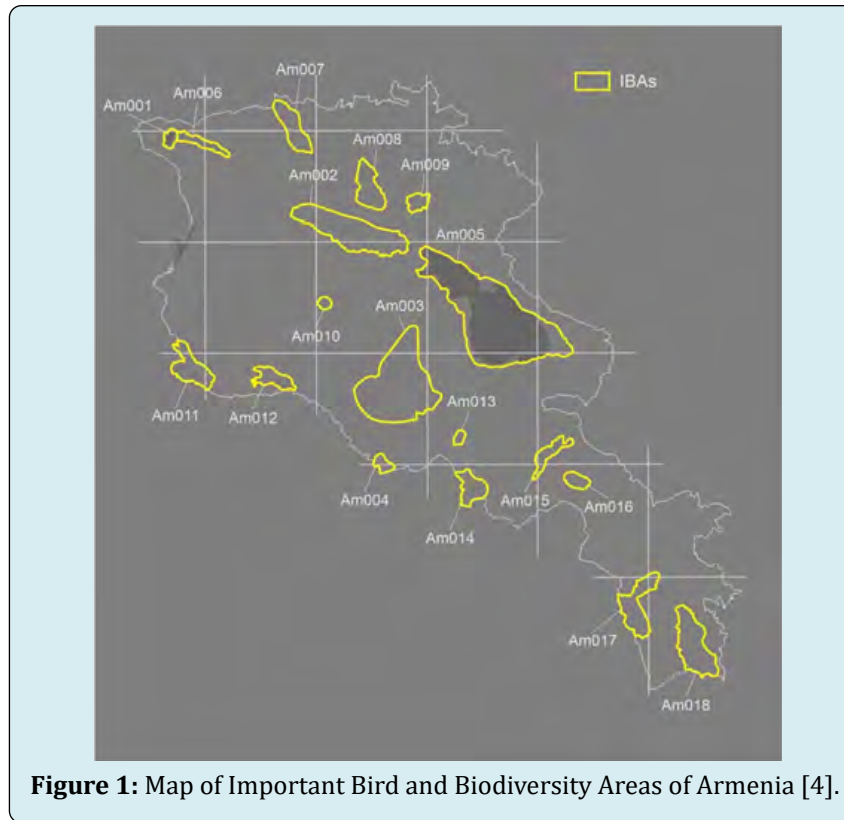 Am007
IBAs
Am001
Am006
Am008
Am009
Am002
Am005
Am003
Am010
Am013
Am011
Am012
Am004
Am015
Am016
Am014
Am017
Am018
Figure 1: Map of Important Bird and Biodiversity Areas of Armenia [4].